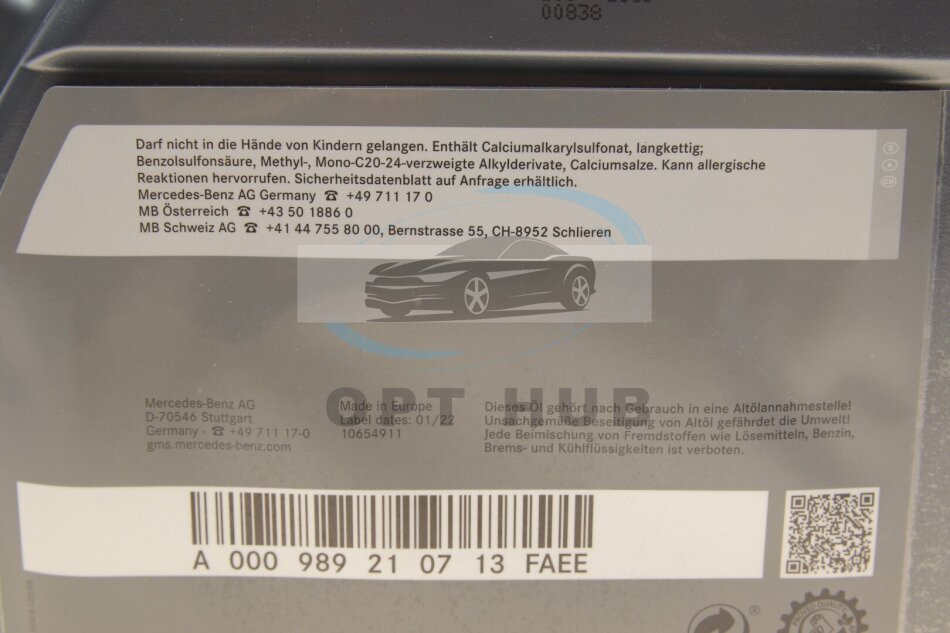 00838
Darf nicht in die Hände von Kindern gelangen. Enthält Calciumalkarylsulfonat, langkettig;
Benzolsulfonsäure, Methyl-, Mono-C20-24-verzweigte Alkylderivate, Calciumsalze. Kann allergische
Reaktionen hervorrufen. Sicherheitsdatenblatt auf Anfrage erhältlich.
Mercedes-Benz AG Germany ☎ +49 711 17 0
MB Österreich ☎ +43 50 1886 0
MB Schweiz AG ☎ +41 44 755 80 00, Bernstrasse 55, CH-8952 Schlieren
D
A
CH
OPT HUB
Mercedes-Benz AG
D-70546 Stuttgart
Germany · ☎ +49 711 17-0
gms.mercedes-benz.com
Made in Europe
Label dates: 01/22
10654911
Dieses Öl gehört nach Gebrauch in eine Altölannahmestelle!
Unsachgemäße Beseitigung von Altöl gefährdet die Umwelt!
Jede Beimischung von Fremdstoffen wie Lösemitteln, Benzin,
Brems- und Kühlflüssigkeiten ist verboten.
A 000 989 21 07 13 FAEE
®
PROVED QUALITY